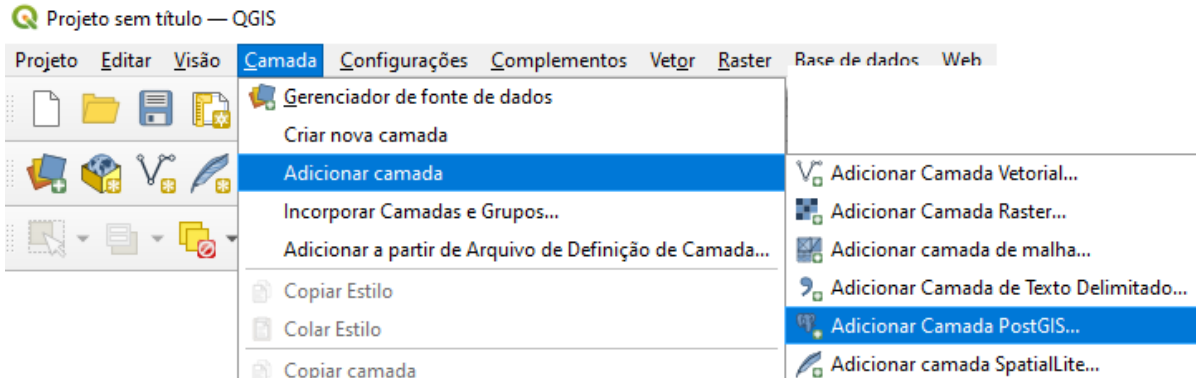 Projeto sem título — QGIS
Projeto Editar Visão Camada Configurações Complementos Vetor Raster Base de dados Web
Gerenciador de fonte de dados
Criar nova camada
Adicionar camada
Incorporar Camadas e Grupos...
Adicionar a partir de Arquivo de Definição de Camada...
Copiar Estilo
Colar Estilo
Copiar camada
Adicionar Camada Vetorial...
Adicionar Camada Raster...
Adicionar camada de malha...
Adicionar Camada de Texto Delimitado...
Adicionar Camada PostGIS...
Adicionar camada SpatialLite...